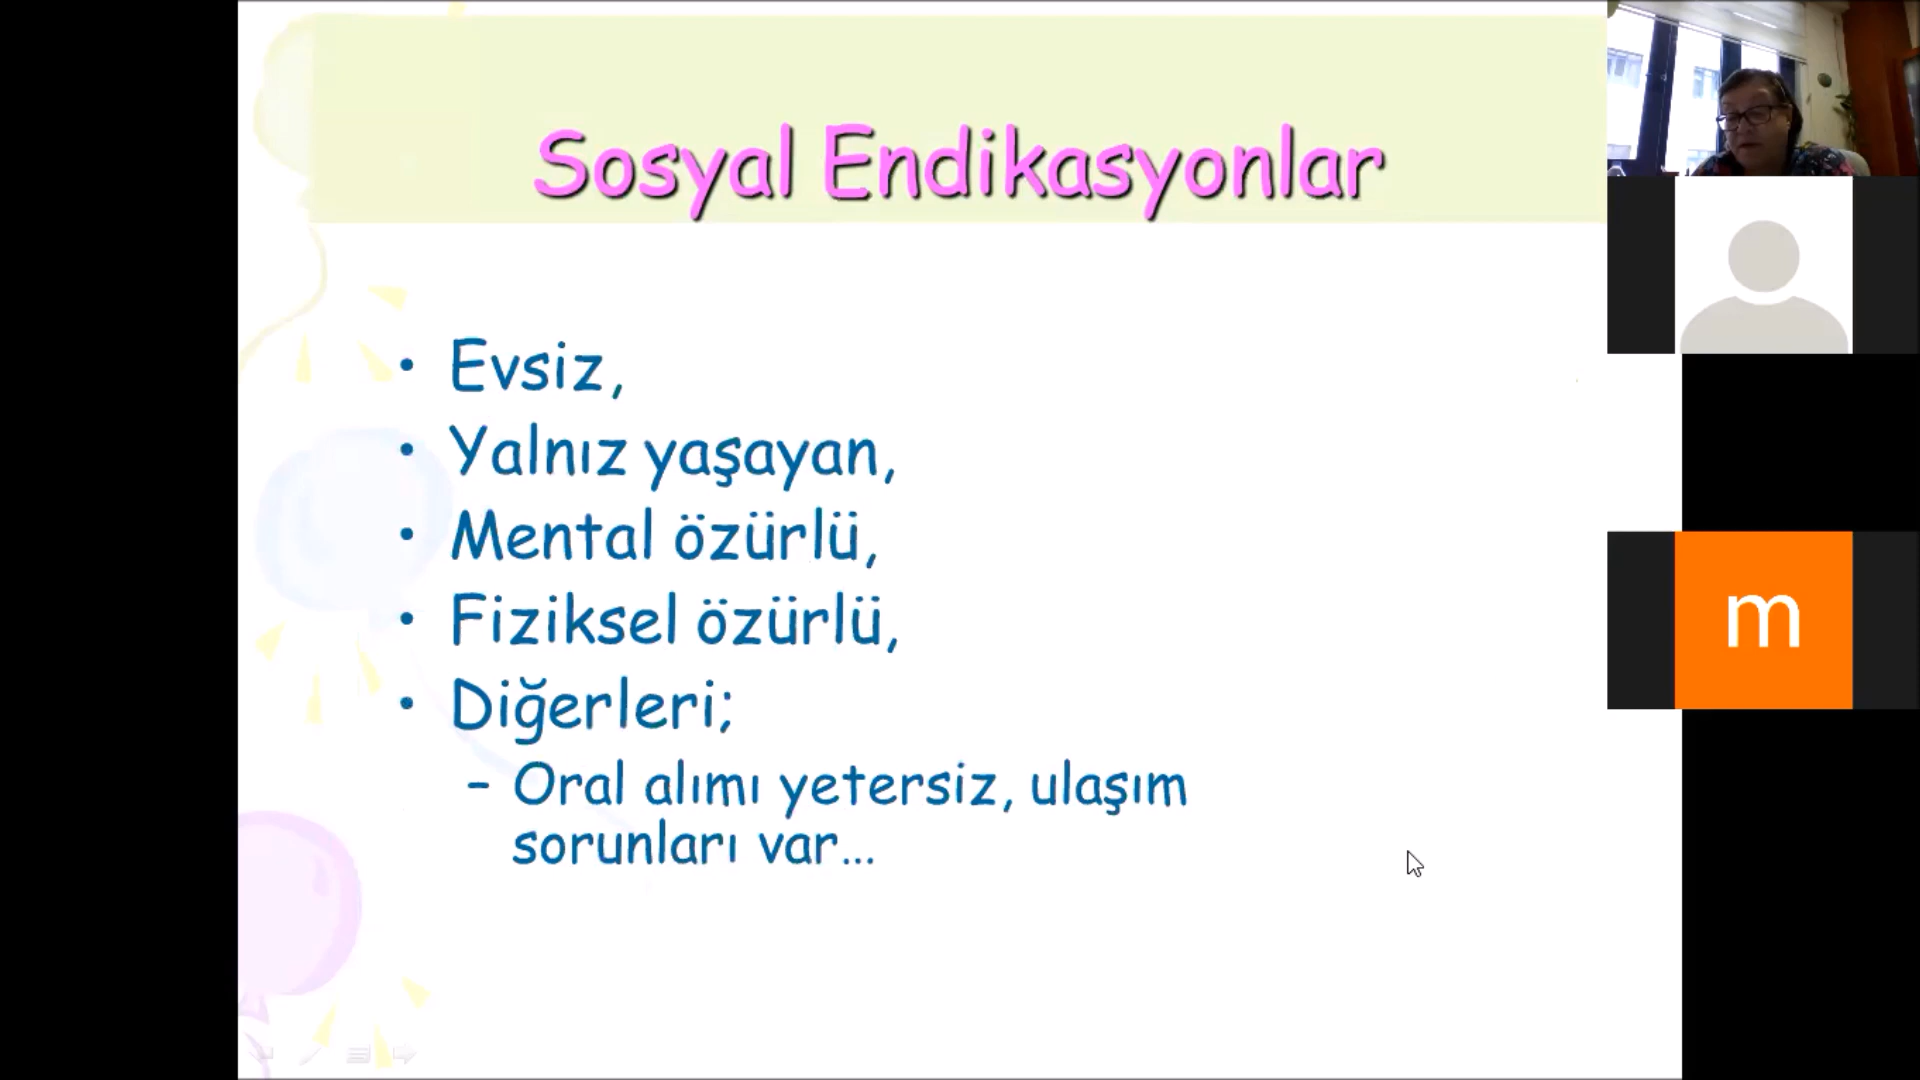 Sosyal Endikasyonlar
• Evsiz,
• Yalnız yaşayan,
• Mental özürlü,
• Fiziksel özürlü,
• Diğerleri;
– Oral alımı yetersiz, ulaşım
sorunları var...
m